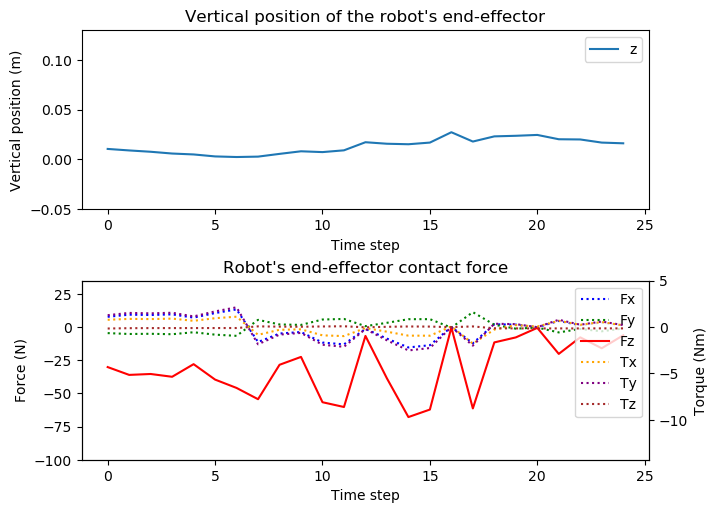 Vertical position of the robot's end-effector
Vertical position (m)
0.10
0.05
0.00
−0.05
z
0 5 10 15 20 25
Time step
Robot's end-effector contact force
Force (N)
25
0
−25
−50
−75
−100
Fx
Fy
Fz
Tx
Ty
Tz
5
0
−5
−10
Torque (Nm)
0 5 10 15 20 25
Time step